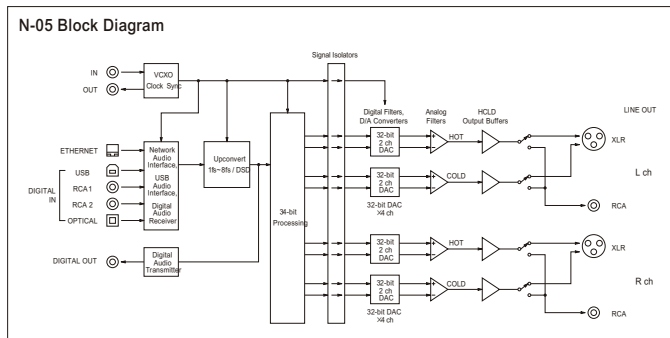 N-05 Block Diagram
Signal Isolators
IN
OUT
VCXO
Clock Sync
ETHERNET
DIGITAL
IN
USB
RCA 1
RCA 2
OPTICAL
Network
Audio
Interface,
USB
Audio
Interface,
Digital
Audio
Receiver
Upconvert
1fs~8fs / DSD
DIGITAL OUT
Digital
Audio
Transmitter
34-bit
Processing
Digital Filters,
D/A Converters
Analog
Filters
HCLD
Output Buffers
LINE OUT
32-bit
2 ch
DAC
+
−
HOT
XLR
32-bit
2 ch
DAC
+
−
COLD
L ch
32-bit DAC
×4 ch
RCA
32-bit
2 ch
DAC
+
−
HOT
XLR
32-bit
2 ch
DAC
+
−
COLD
R ch
32-bit DAC
×4 ch
RCA